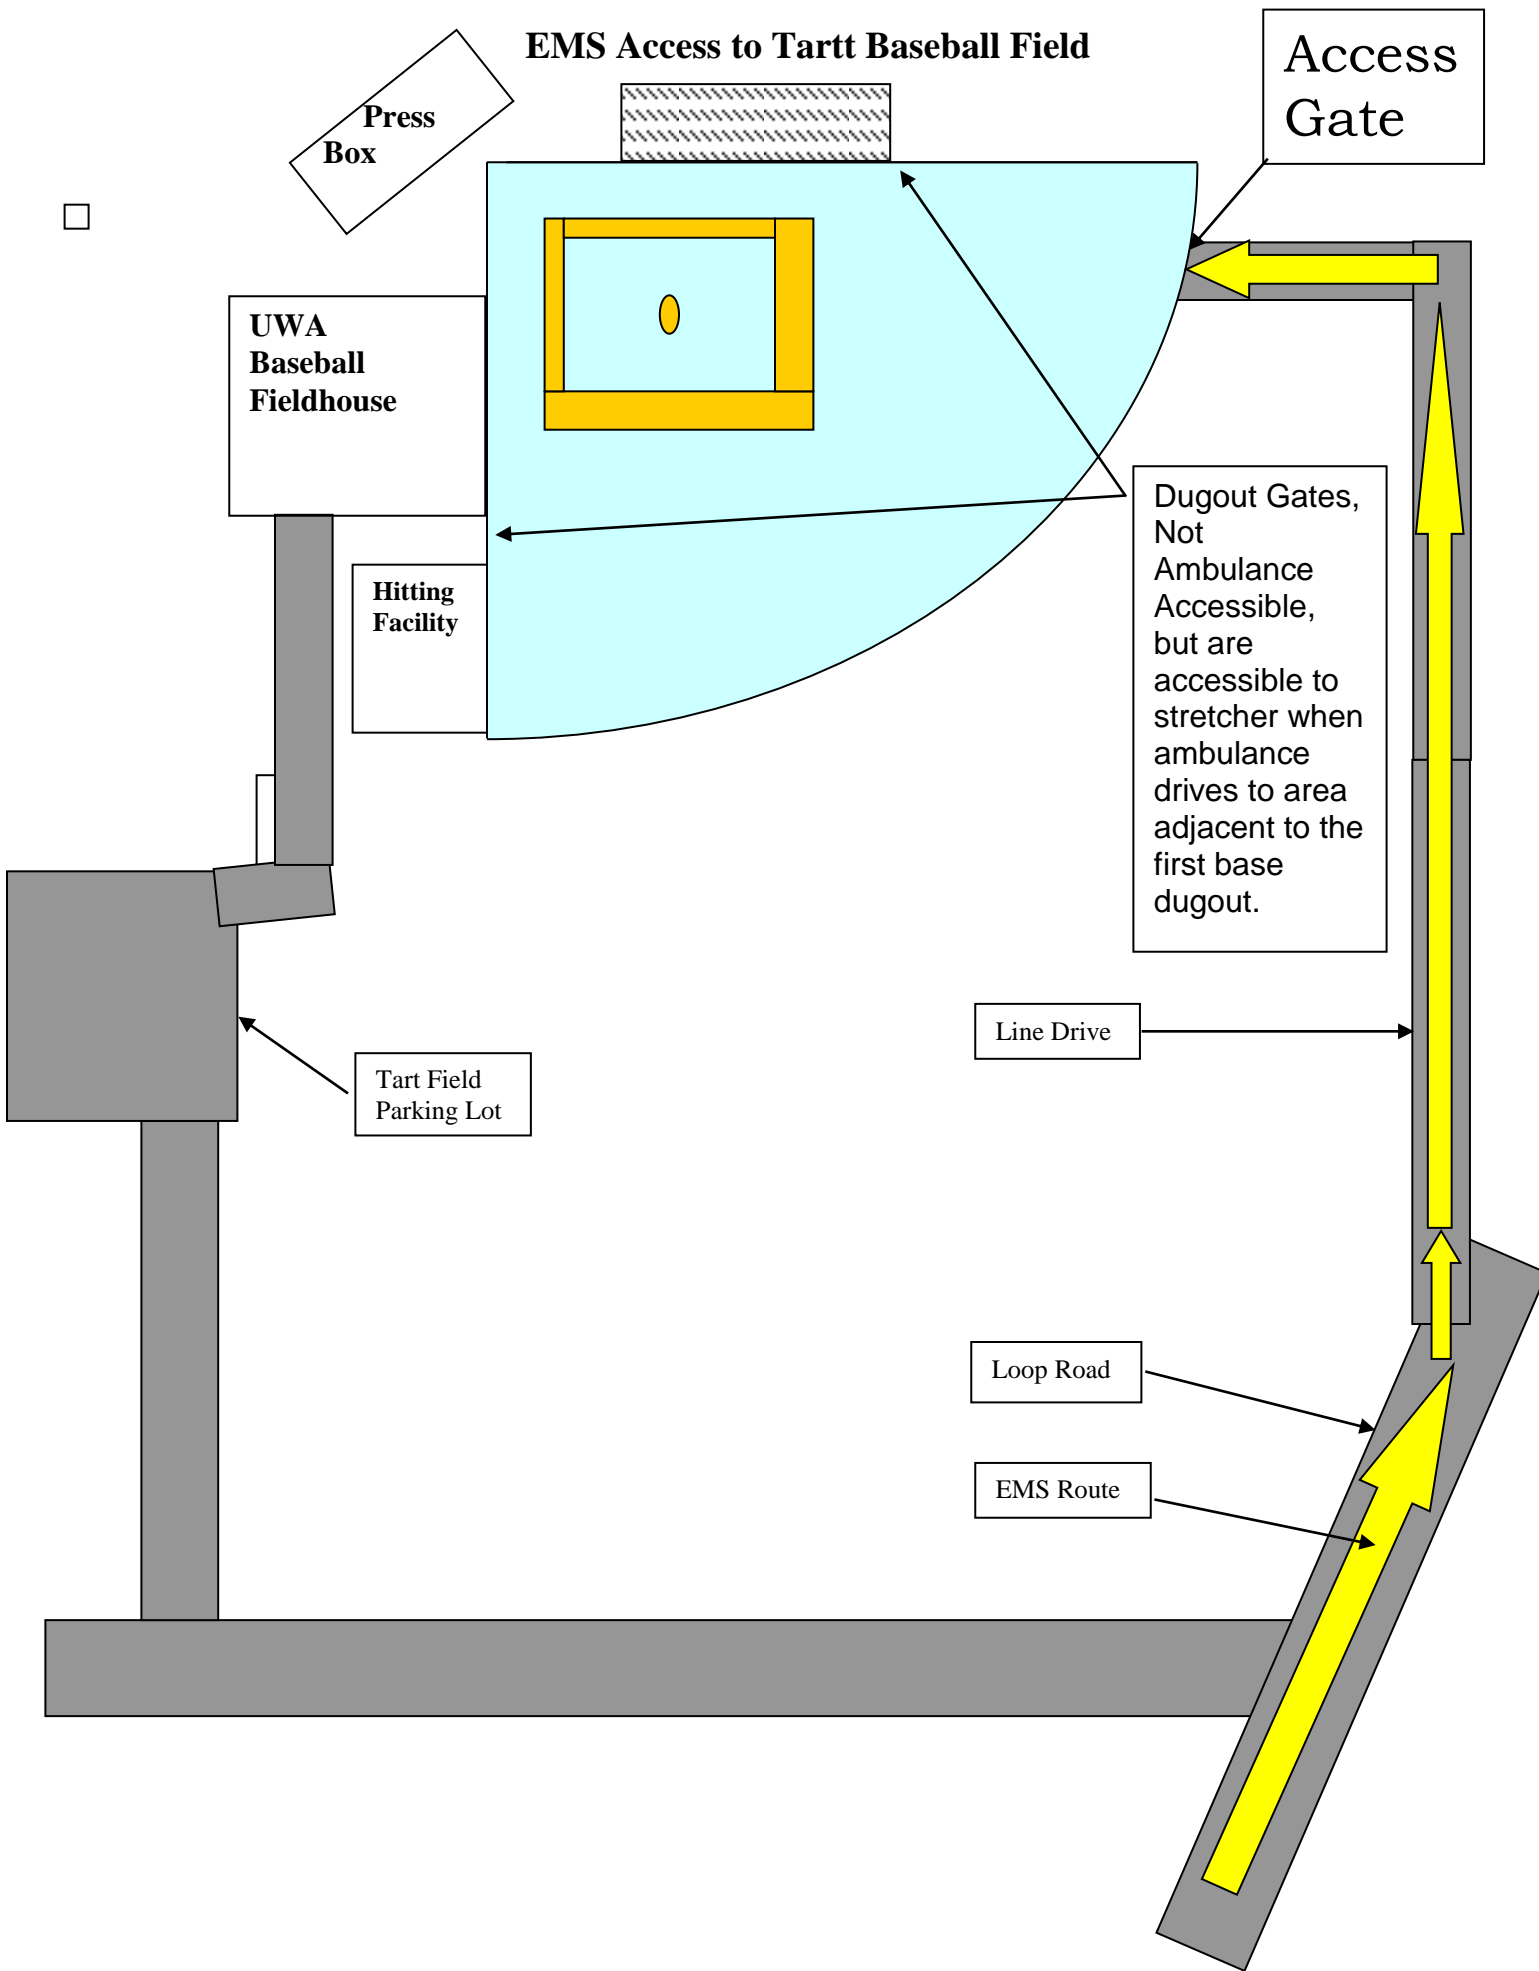 EMS Access to Tartt Baseball Field
Access
Gate
Press
Box
UWA
Baseball
Fieldhouse
Hitting
Facility
Dugout Gates,
Not
Ambulance
Accessible,
but are
accessible to
stretcher when
ambulance
drives to area
adjacent to the
first base
dugout.
Line Drive
Tart Field
Parking Lot
Loop Road
EMS Route